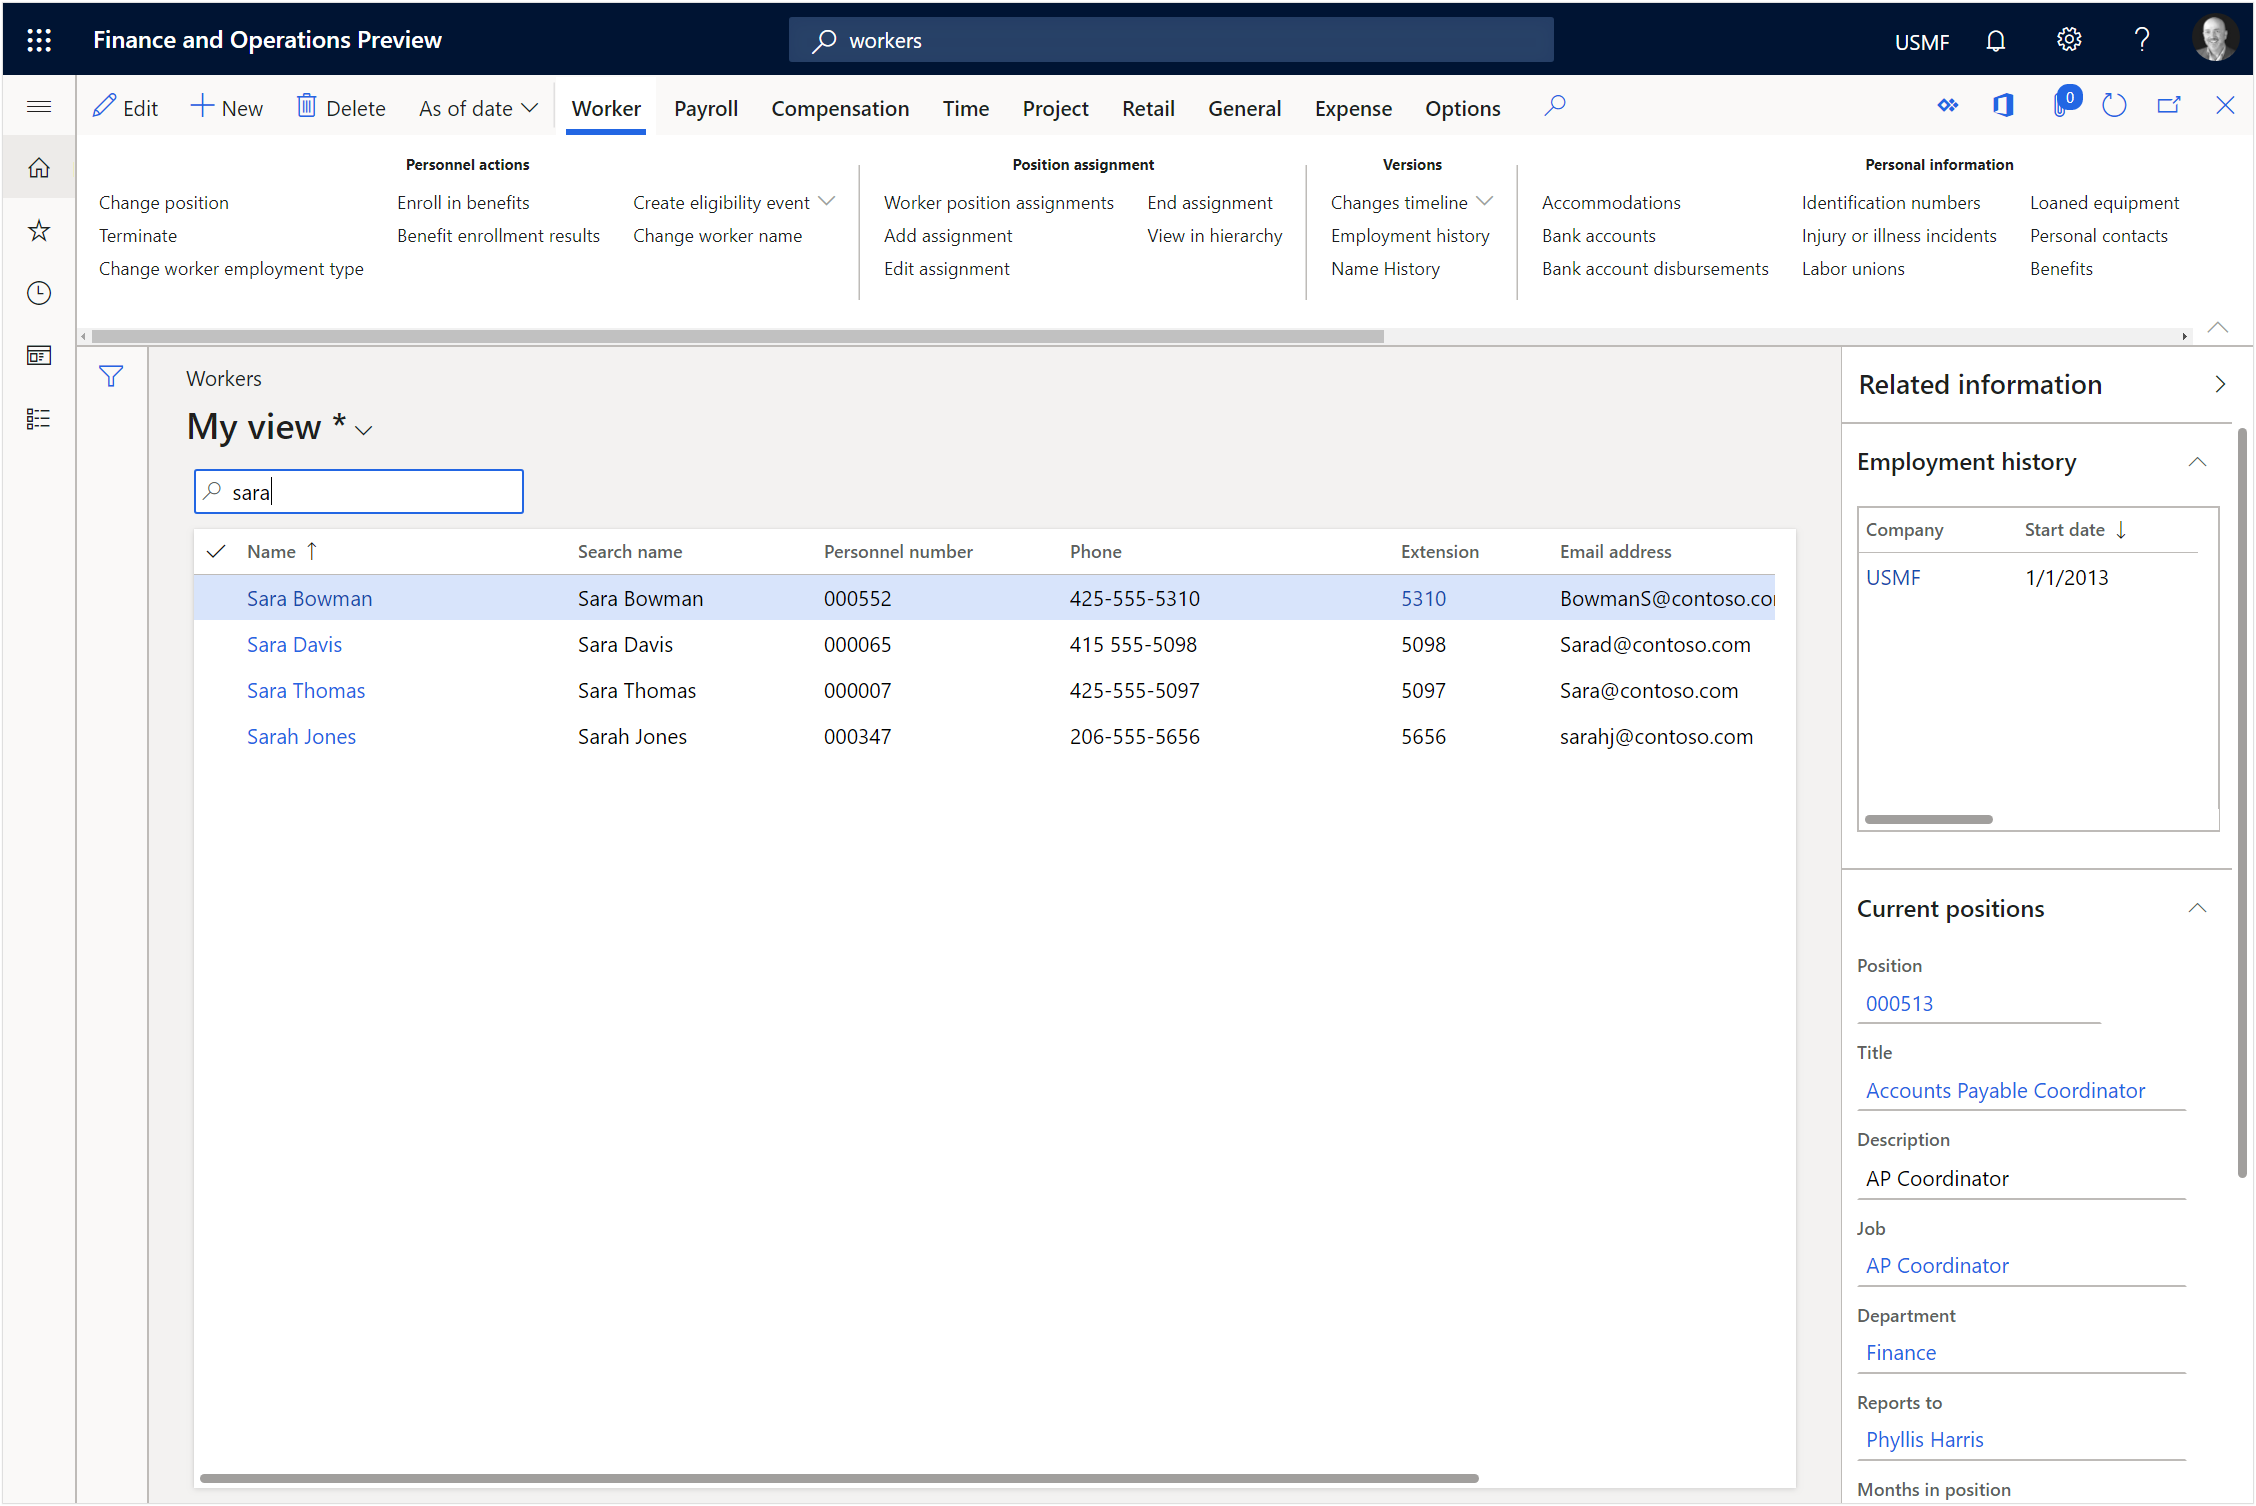 Finance and Operations Preview
workers
USMF
?
Edit
New
Delete
As of date
Worker
Payroll
Compensation
Time
Project
Retail
General
Expense
Options
0
Personnel actions
Change position
Terminate
Change worker employment type
Enroll in benefits
Benefit enrollment results
Create eligibility event
Change worker name
Position assignment
Worker position assignments
Add assignment
Edit assignment
End assignment
View in hierarchy
Versions
Changes timeline
Employment history
Name History
Personal information
Accommodations
Bank accounts
Bank account disbursements
Identification numbers
Injury or illness incidents
Labor unions
Loaned equipment
Personal contacts
Benefits
Workers
My view *
sara
Name Search name Personnel number Phone Extension Email address
Sara Bowman Sara Bowman 000552 425-555-5310 5310 BowmanS@contoso.co
Sara Davis Sara Davis 000065 415 555-5098 5098 Sarad@contoso.com
Sara Thomas Sara Thomas 000007 425-555-5097 5097 Sara@contoso.com
Sarah Jones Sarah Jones 000347 206-555-5656 5656 sarahj@contoso.com
Related information
Employment history
Company Start date
USMF 1/1/2013
Current positions
Position
000513
Title
Accounts Payable Coordinator
Description
AP Coordinator
Job
AP Coordinator
Department
Finance
Reports to
Phyllis Harris
Months in position